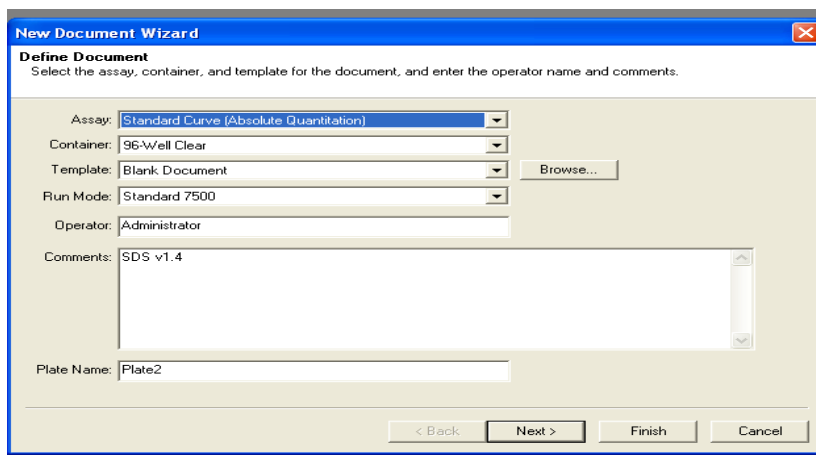 New Document Wizard
Define Document
Select the assay, container, and template for the document, and enter the operator name and comments.
Assay: Standard Curve (Absolute Quantitation)
Container: 96-Well Clear
Template: Blank Document Browse...
Run Mode: Standard 7500
Operator: Administrator
Comments: SDS v1.4
Plate Name: Plate2
< Back Next > Finish Cancel